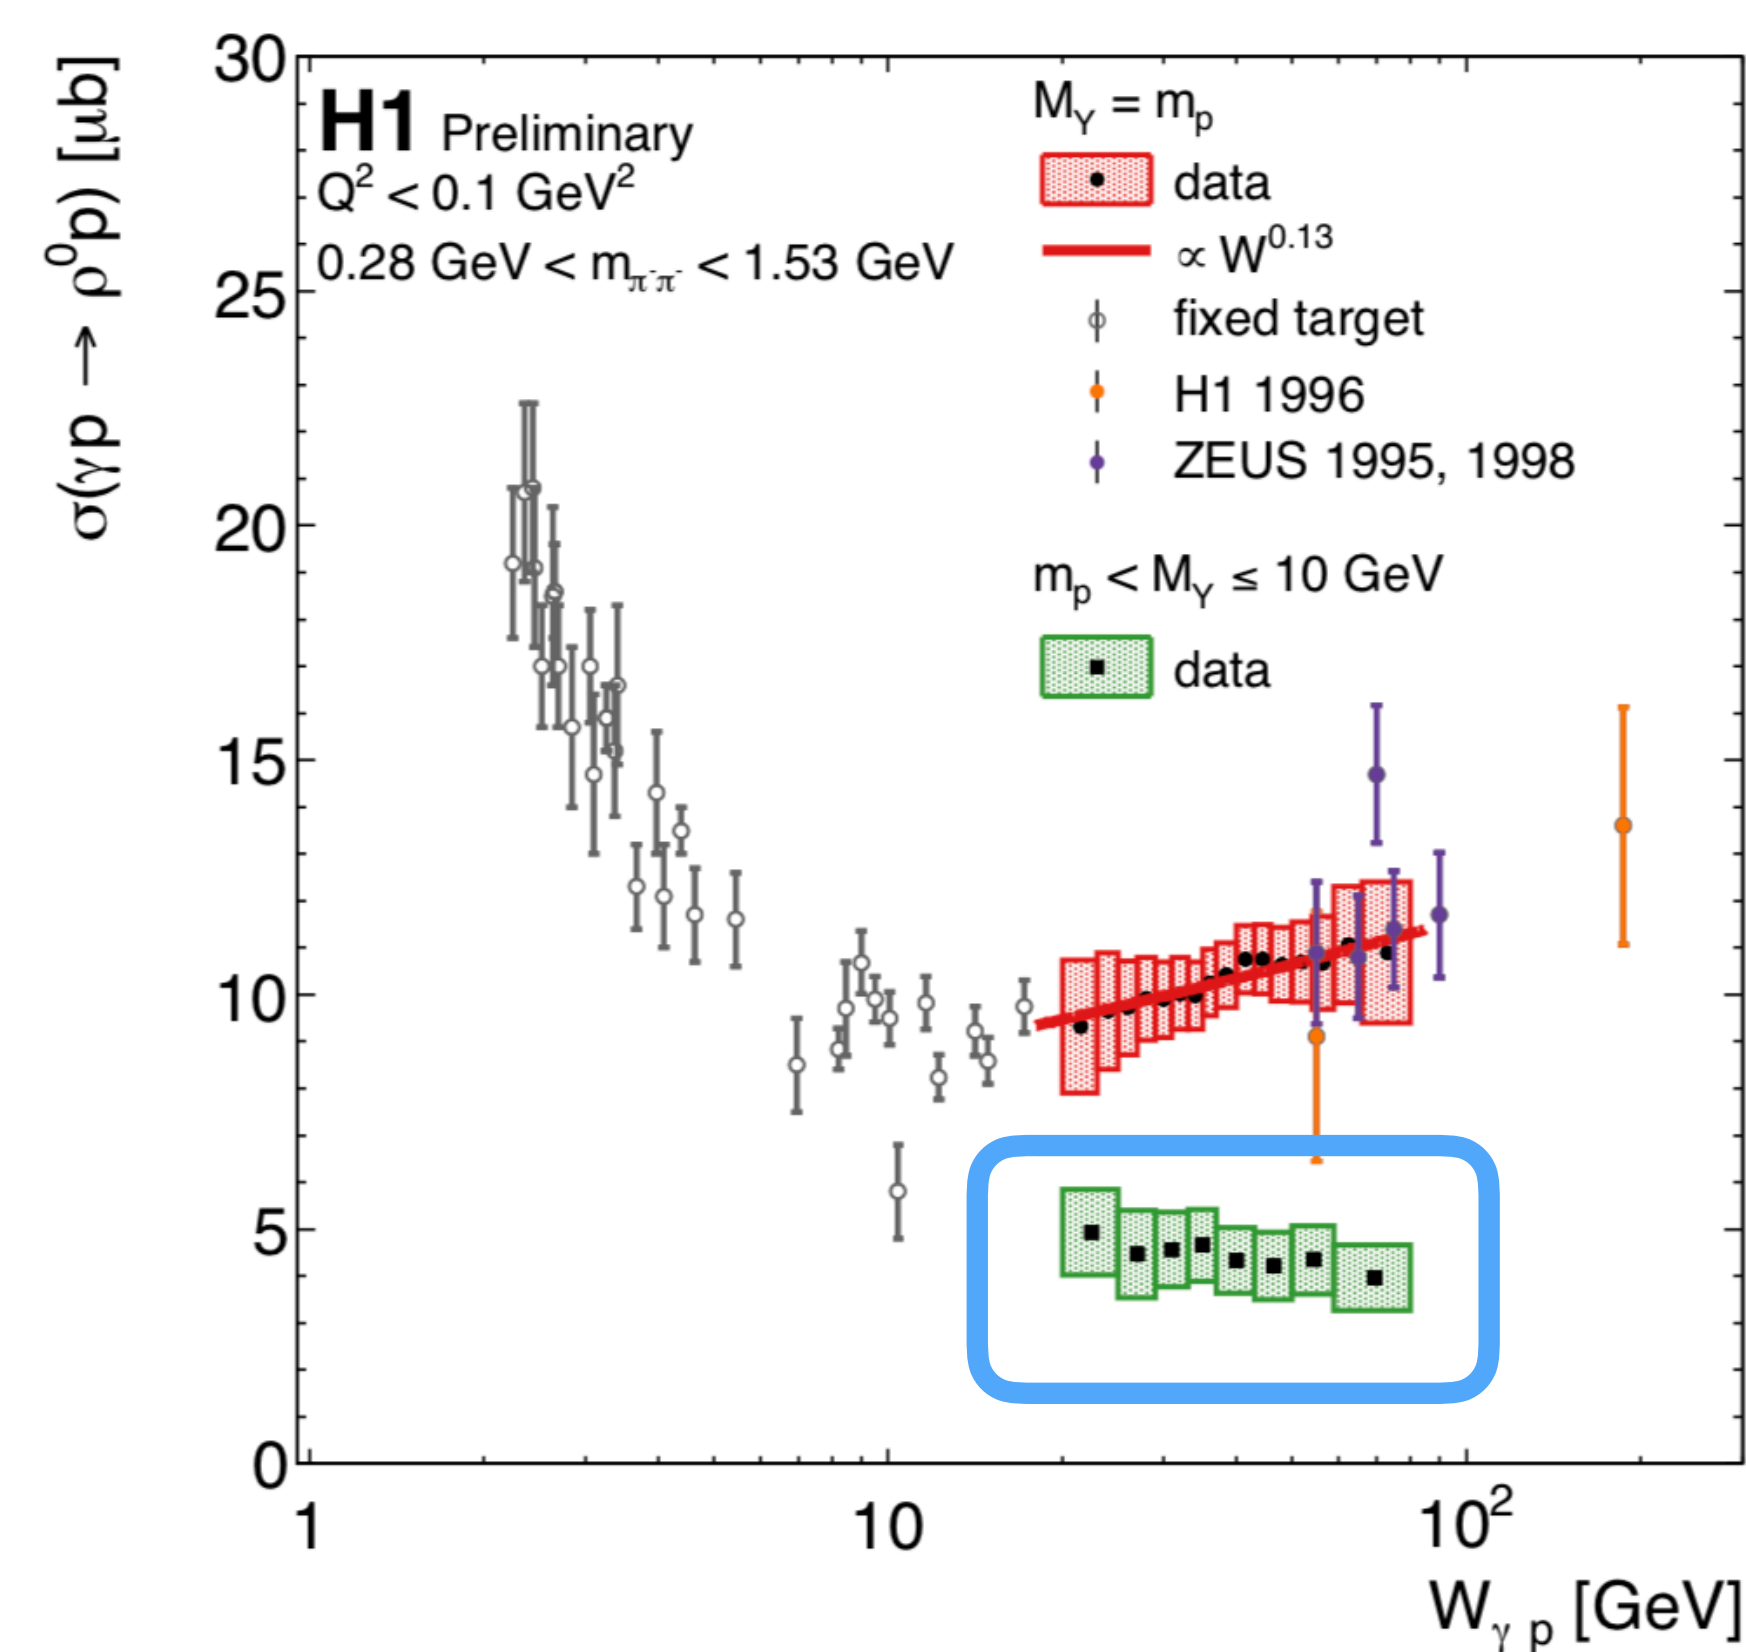 σ(γp → ρ⁰p) [μb]
30
25
20
15
10
5
0
H1 Preliminary
Q² < 0.1 GeV²
0.28 GeV < m_π⁻π⁻ < 1.53 GeV
M_Y = m_p
data
∝ W^0.13
fixed target
H1 1996
ZEUS 1995, 1998
m_p < M_Y ≤ 10 GeV
data
1
10
10²
W_γ p [GeV]